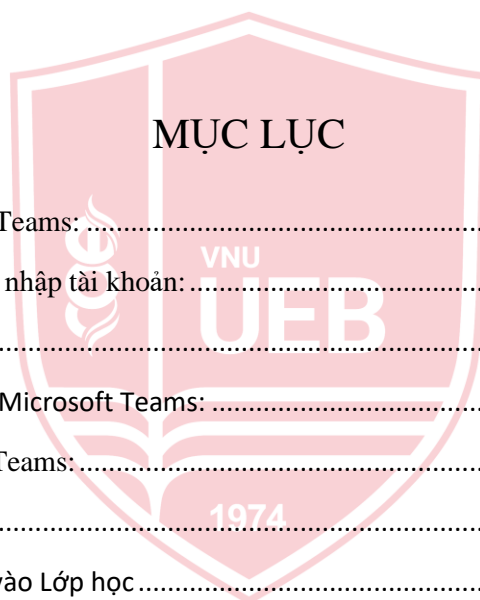 MỤC LỤC
Teams: ..........................................................
nhập tài khoản: ..........................................................
VNU
UEB
..........................................................
Microsoft Teams: ..........................................................
Teams: ..........................................................
1974
..........................................................
vào Lớp học ..........................................................